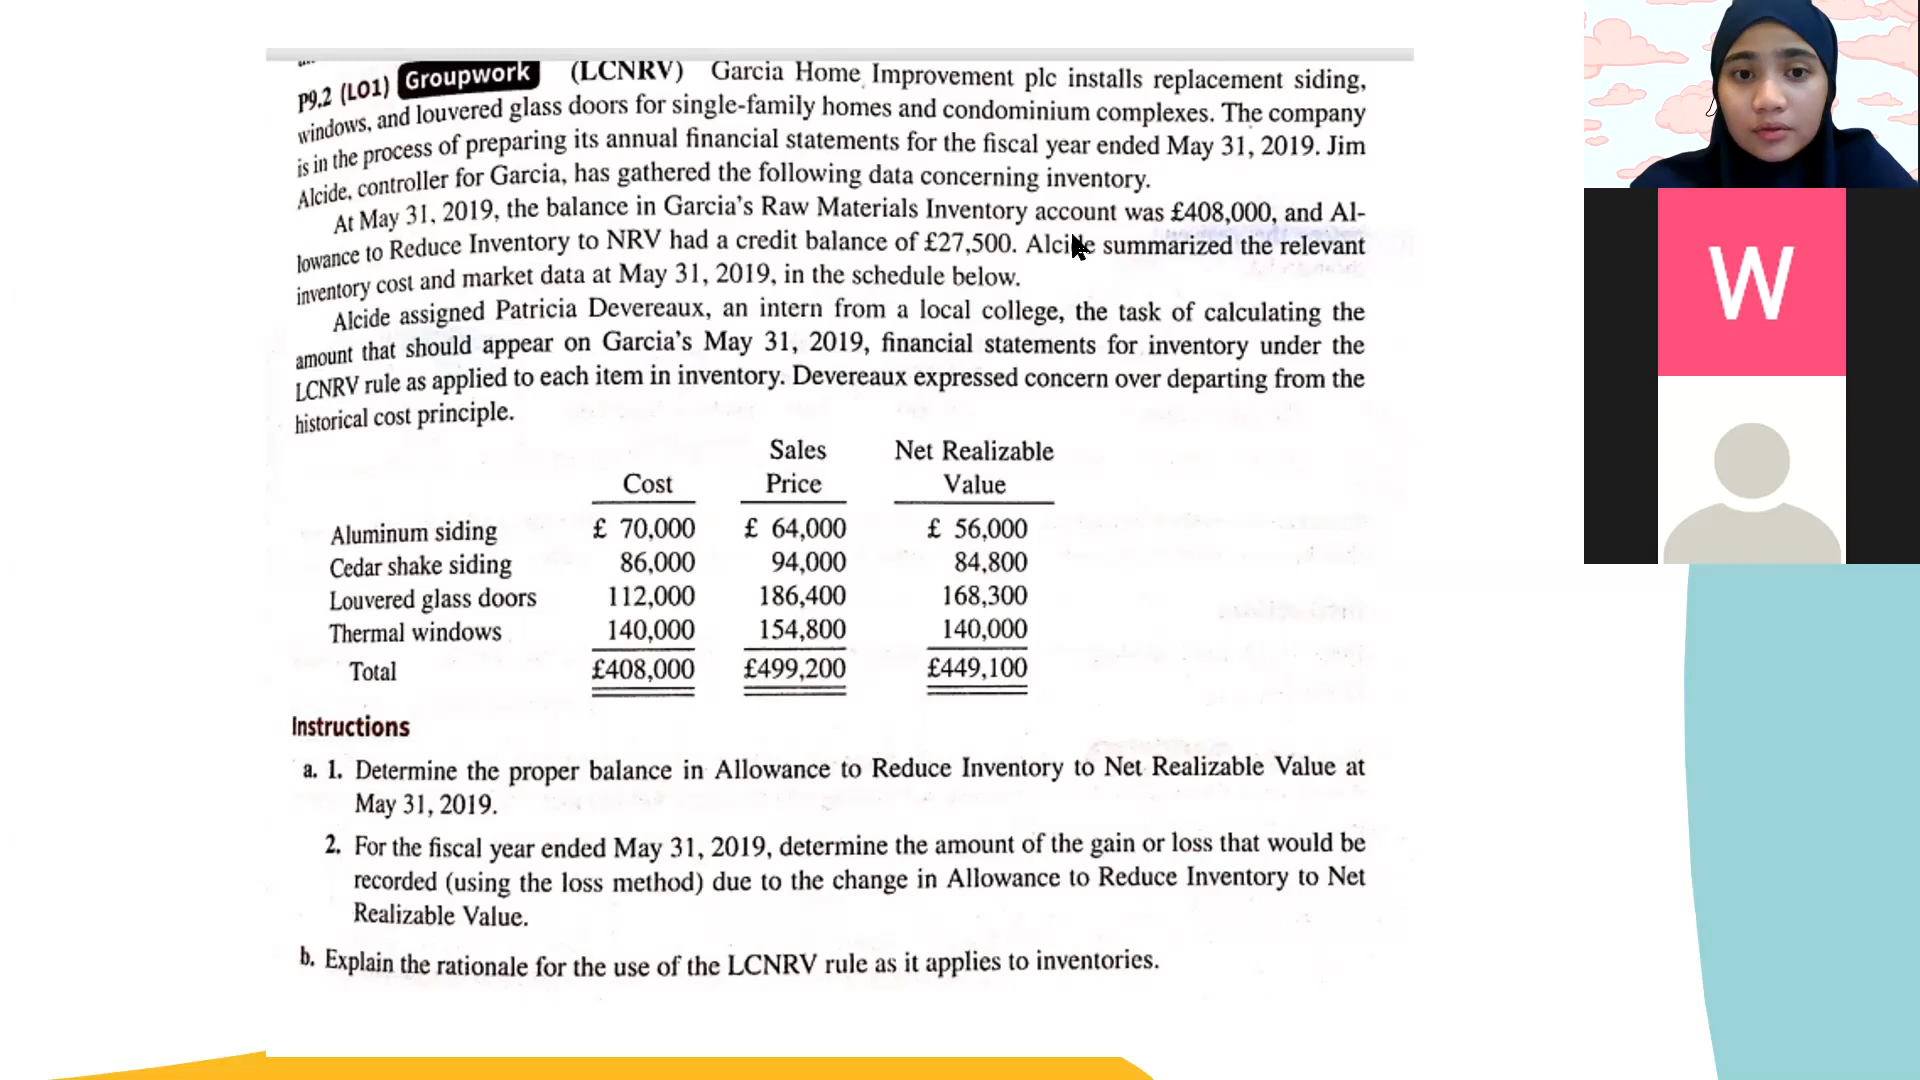 P9.2 (LO1) Groupwork (LCNRV) Garcia Home Improvement plc installs replacement siding,
windows, and louvered glass doors for single-family homes and condominium complexes. The company
is in the process of preparing its annual financial statements for the fiscal year ended May 31, 2019. Jim
Alcide, controller for Garcia, has gathered the following data concerning inventory.
At May 31, 2019, the balance in Garcia's Raw Materials Inventory account was £408,000, and Al-
lowance to Reduce Inventory to NRV had a credit balance of £27,500. Alcide summarized the relevant
inventory cost and market data at May 31, 2019, in the schedule below.
Alcide assigned Patricia Devereaux, an intern from a local college, the task of calculating the
amount that should appear on Garcia's May 31, 2019, financial statements for inventory under the
LCNRV rule as applied to each item in inventory. Devereaux expressed concern over departing from the
historical cost principle.
Sales Net Realizable
Cost Price Value
Aluminum siding £ 70,000 £ 64,000 £ 56,000
Cedar shake siding 86,000 94,000 84,800
Louvered glass doors 112,000 186,400 168,300
Thermal windows 140,000 154,800 140,000
Total £408,000 £499,200 £449,100
Instructions
a. 1. Determine the proper balance in Allowance to Reduce Inventory to Net Realizable Value at
May 31, 2019.
2. For the fiscal year ended May 31, 2019, determine the amount of the gain or loss that would be
recorded (using the loss method) due to the change in Allowance to Reduce Inventory to Net
Realizable Value.
b. Explain the rationale for the use of the LCNRV rule as it applies to inventories.
W